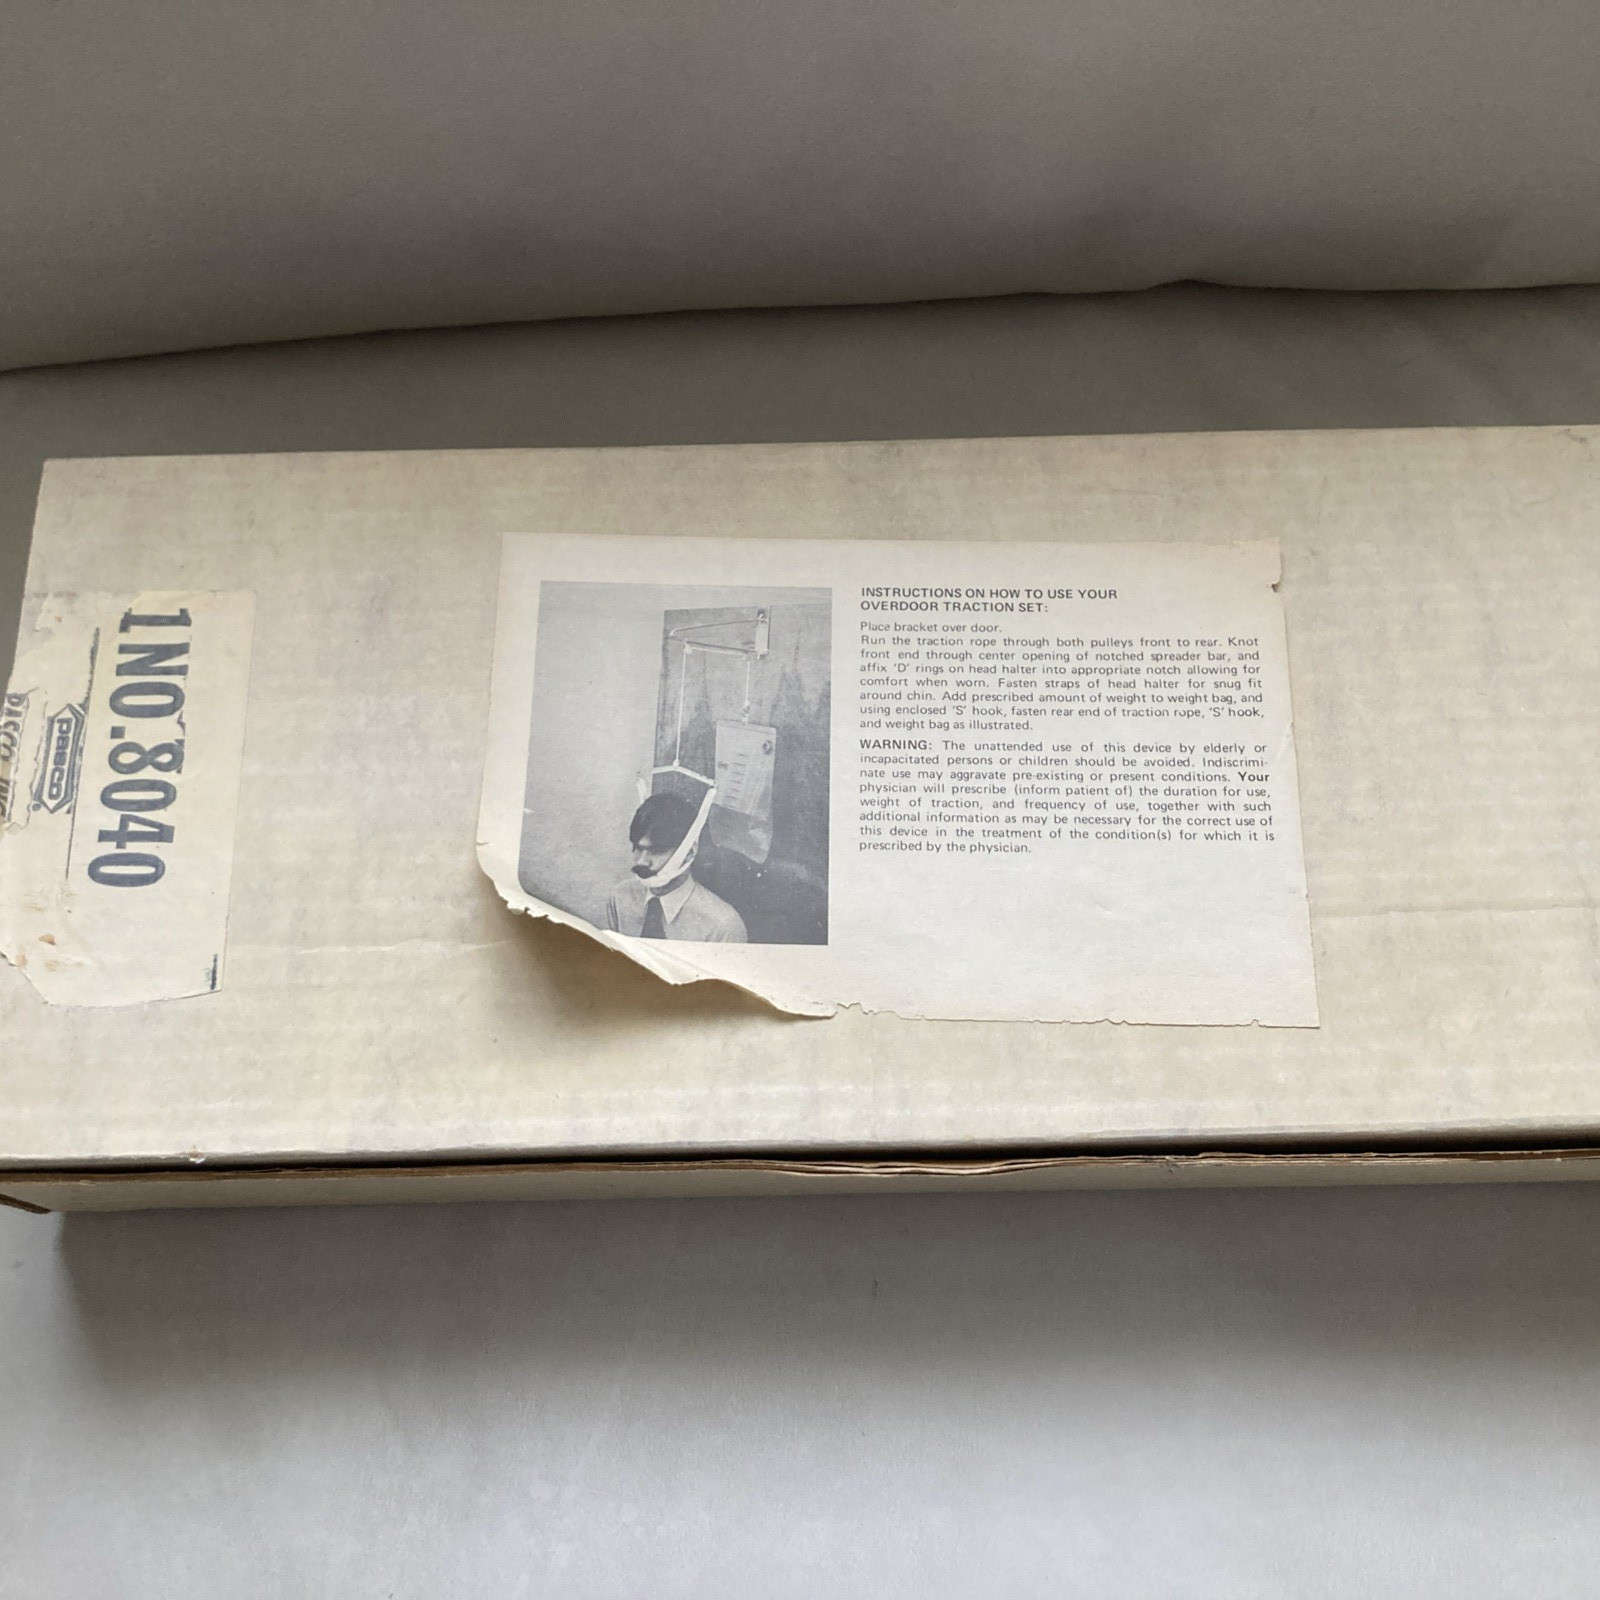 1NO.8040
pasco
INSTRUCTIONS ON HOW TO USE YOUR
OVERDOOR TRACTION SET:
Place bracket over door.
Run the traction rope through both pulleys front to rear. Knot
front end through center opening of notched spreader bar, and
affix 'D' rings on head halter into appropriate notch allowing for
comfort when worn. Fasten straps of head halter for snug fit
around chin. Add prescribed amount of weight to weight bag, and
using enclosed 'S' hook, fasten rear end of traction rope, 'S' hook,
and weight bag as illustrated.
WARNING: The unattended use of this device by elderly or
incapacitated persons or children should be avoided. Indiscrimi-
nate use may aggravate pre-existing or present conditions. Your
physician will prescribe (inform patient of) the duration for use,
weight of traction, and frequency of use, together with such
additional information as may be necessary for the correct use of
this device in the treatment of the condition(s) for which it is
prescribed by the physician.